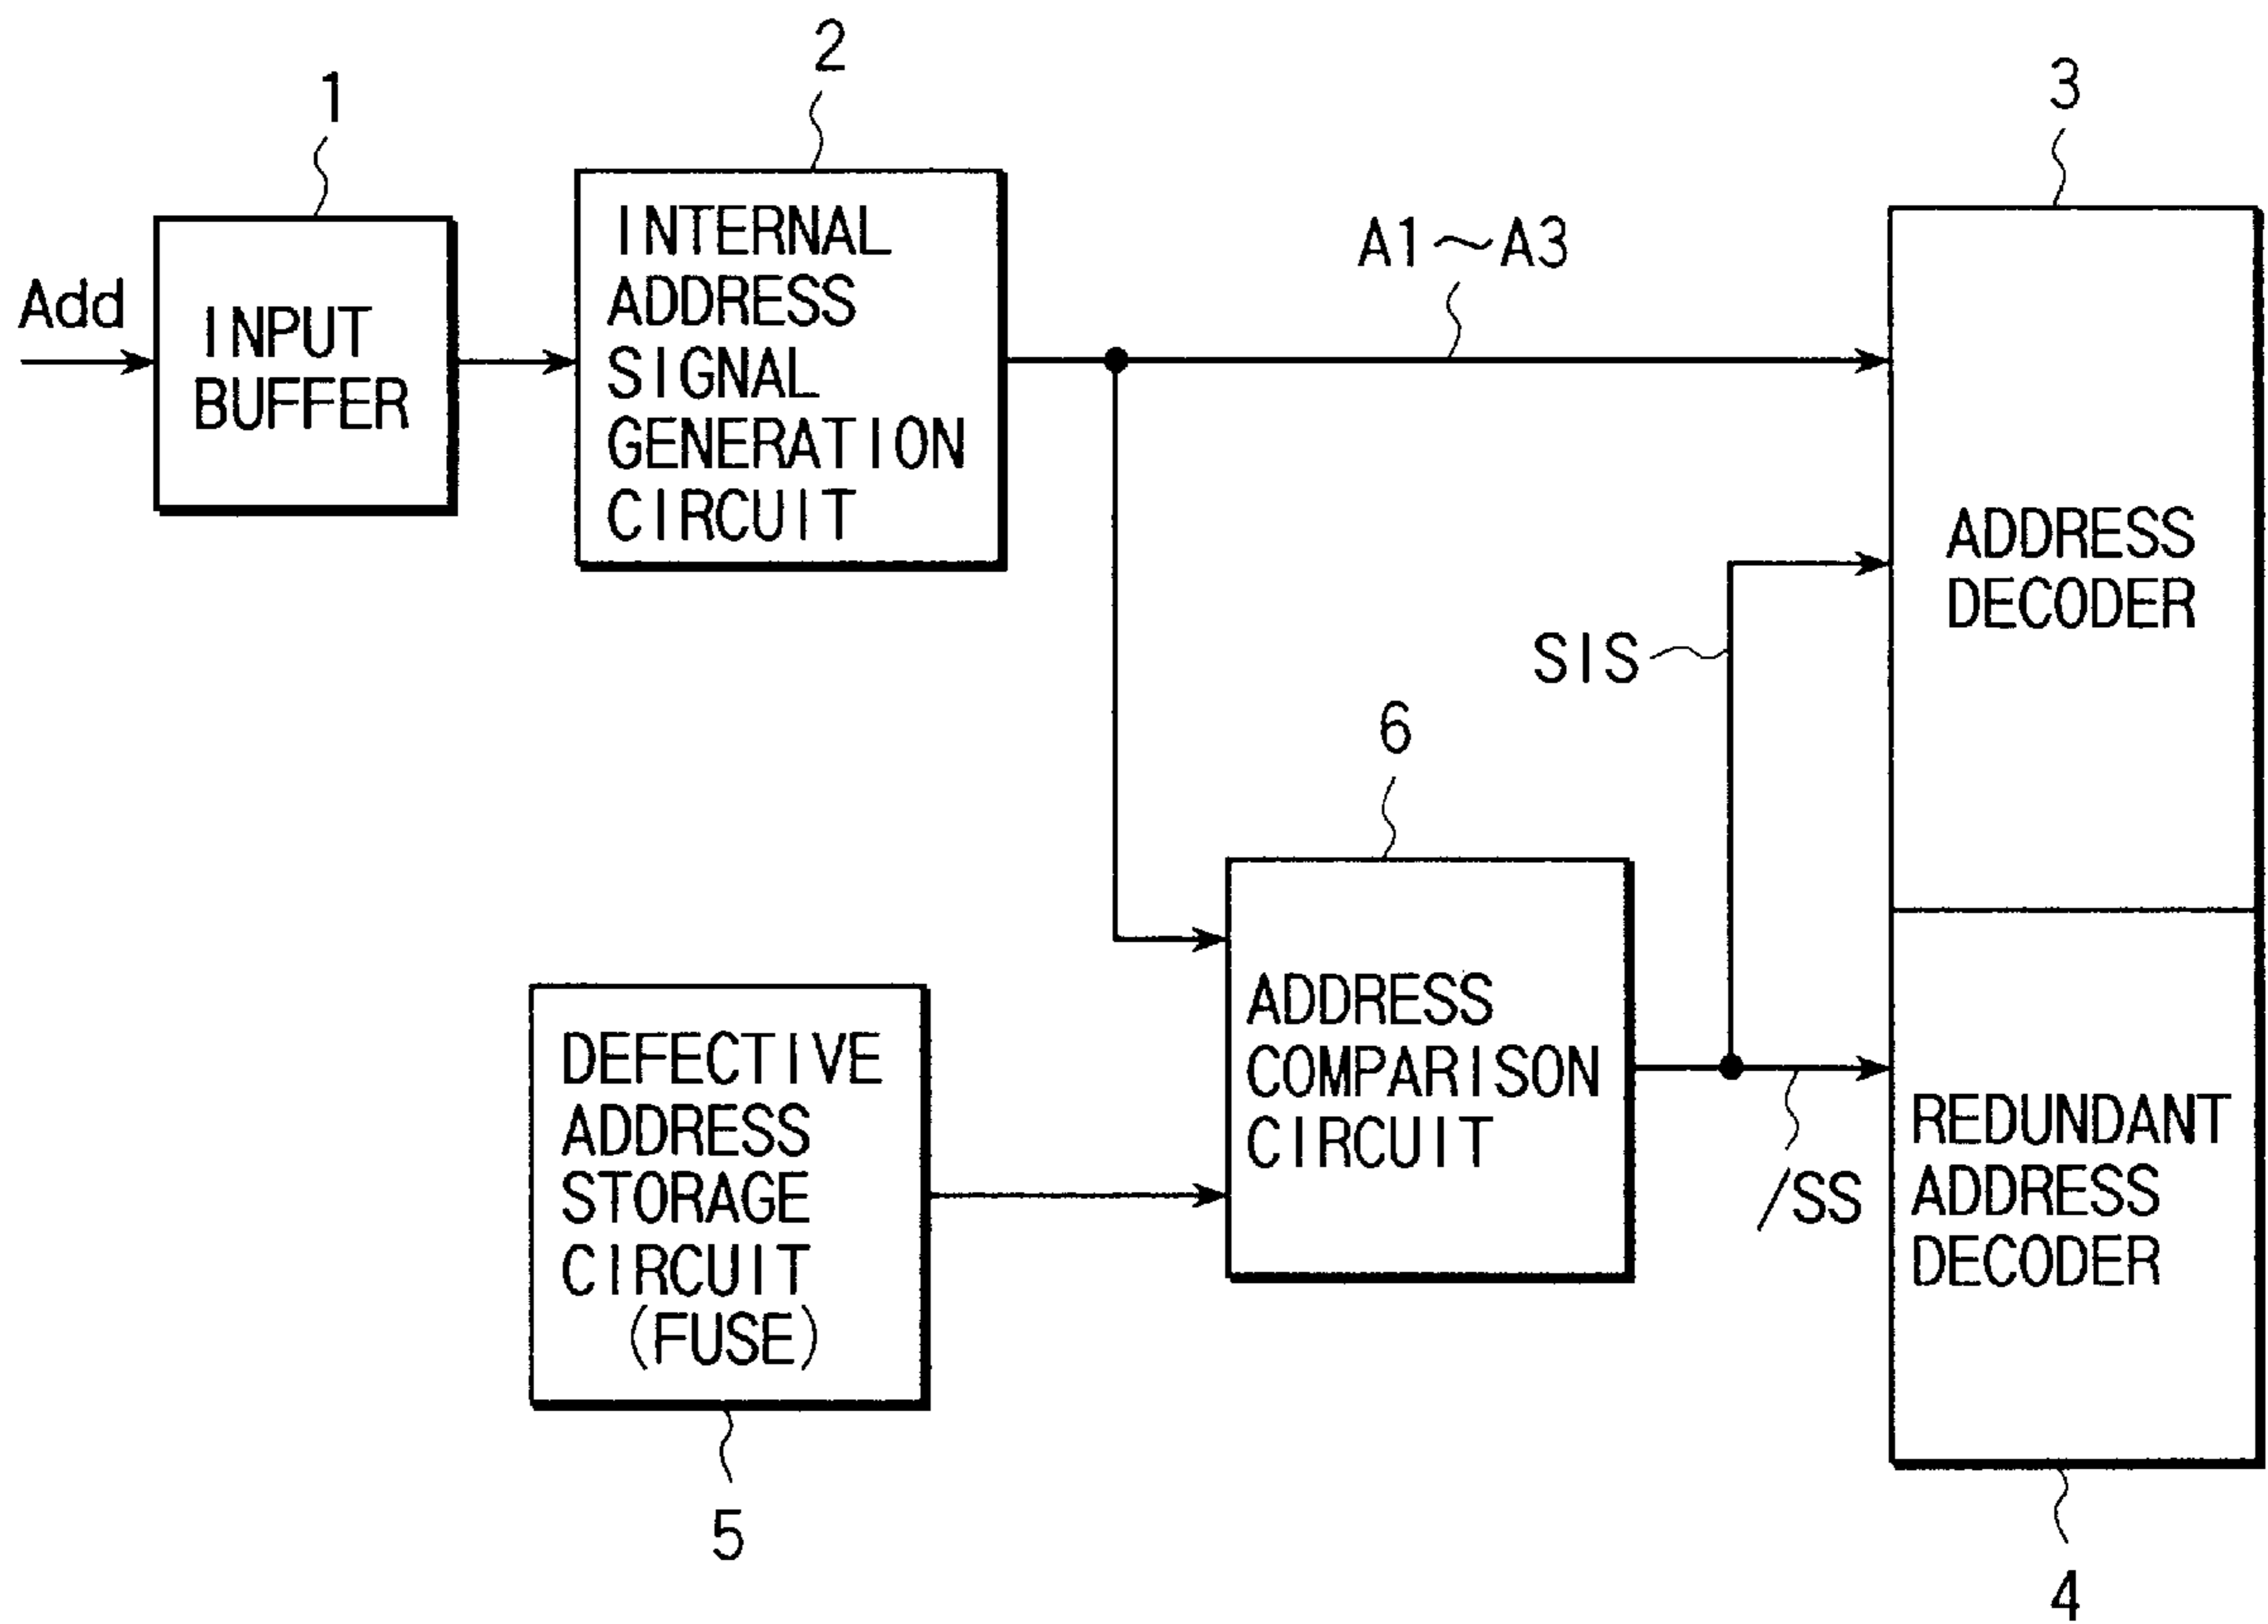 1
2
3
Add
INPUT
BUFFER
INTERNAL
ADDRESS
SIGNAL
GENERATION
CIRCUIT
A1~A3
ADDRESS
DECODER
SIS
6
ADDRESS
COMPARISON
CIRCUIT
DEFECTIVE
ADDRESS
STORAGE
CIRCUIT
(FUSE)
/SS
REDUNDANT
ADDRESS
DECODER
5
4